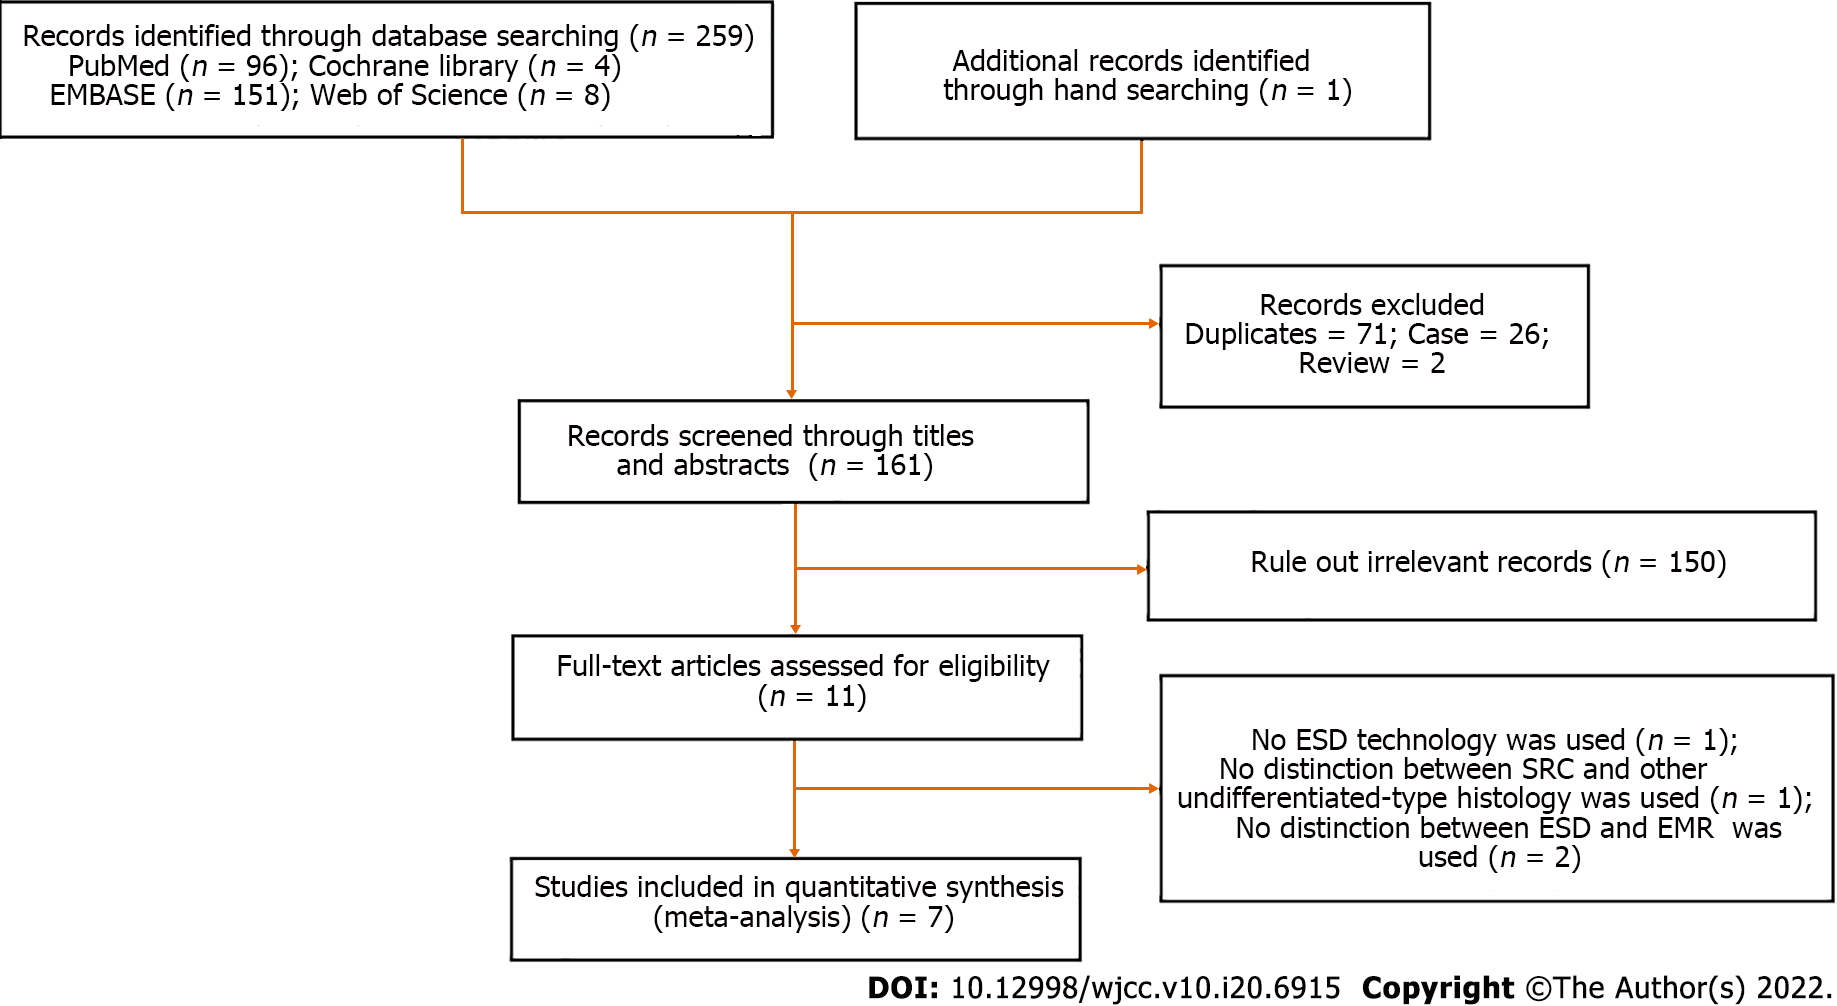 Records identified through database searching (n = 259)
PubMed (n = 96); Cochrane library (n = 4)
EMBASE (n = 151); Web of Science (n = 8)
Additional records identified
through hand searching (n = 1)
Records excluded
Duplicates = 71; Case = 26;
Review = 2
Records screened through titles
and abstracts (n = 161)
Rule out irrelevant records (n = 150)
Full-text articles assessed for eligibility
(n = 11)
No ESD technology was used (n = 1);
No distinction between SRC and other
undifferentiated-type histology was used (n = 1);
No distinction between ESD and EMR was
used (n = 2)
Studies included in quantitative synthesis
(meta-analysis) (n = 7)
DOI: 10.12998/wjcc.v10.i20.6915 Copyright ©The Author(s) 2022.